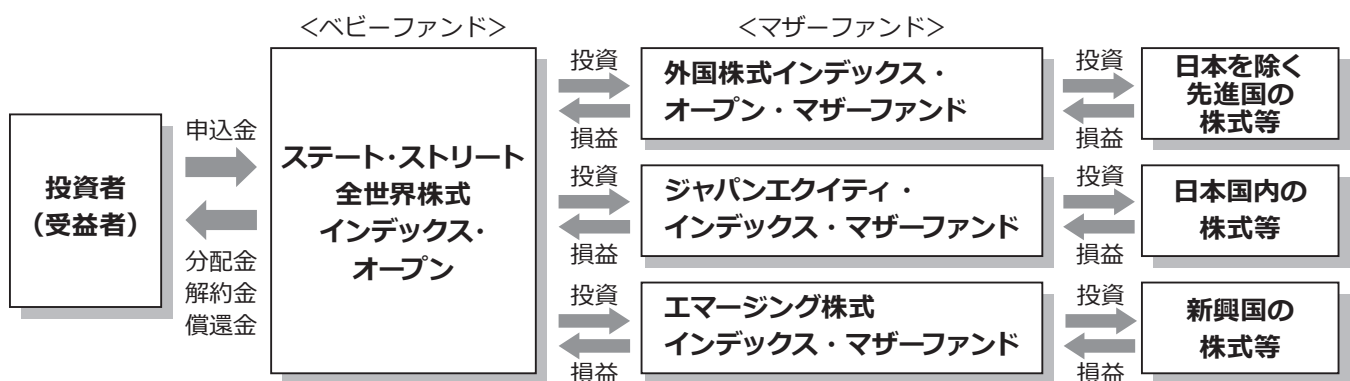 ＜ベビーファンド＞
＜マザーファンド＞
投資者
（受益者）
申込金
分配金
解約金
償還金
ステート・ストリート
全世界株式
インデックス・
オープン
投資
損益
外国株式インデックス・
オープン・マザーファンド
投資
損益
日本を除く
先進国の
株式等
投資
損益
ジャパンエクイティ・
インデックス・マザーファンド
投資
損益
日本国内の
株式等
投資
損益
エマージング株式
インデックス・マザーファンド
投資
損益
新興国の
株式等